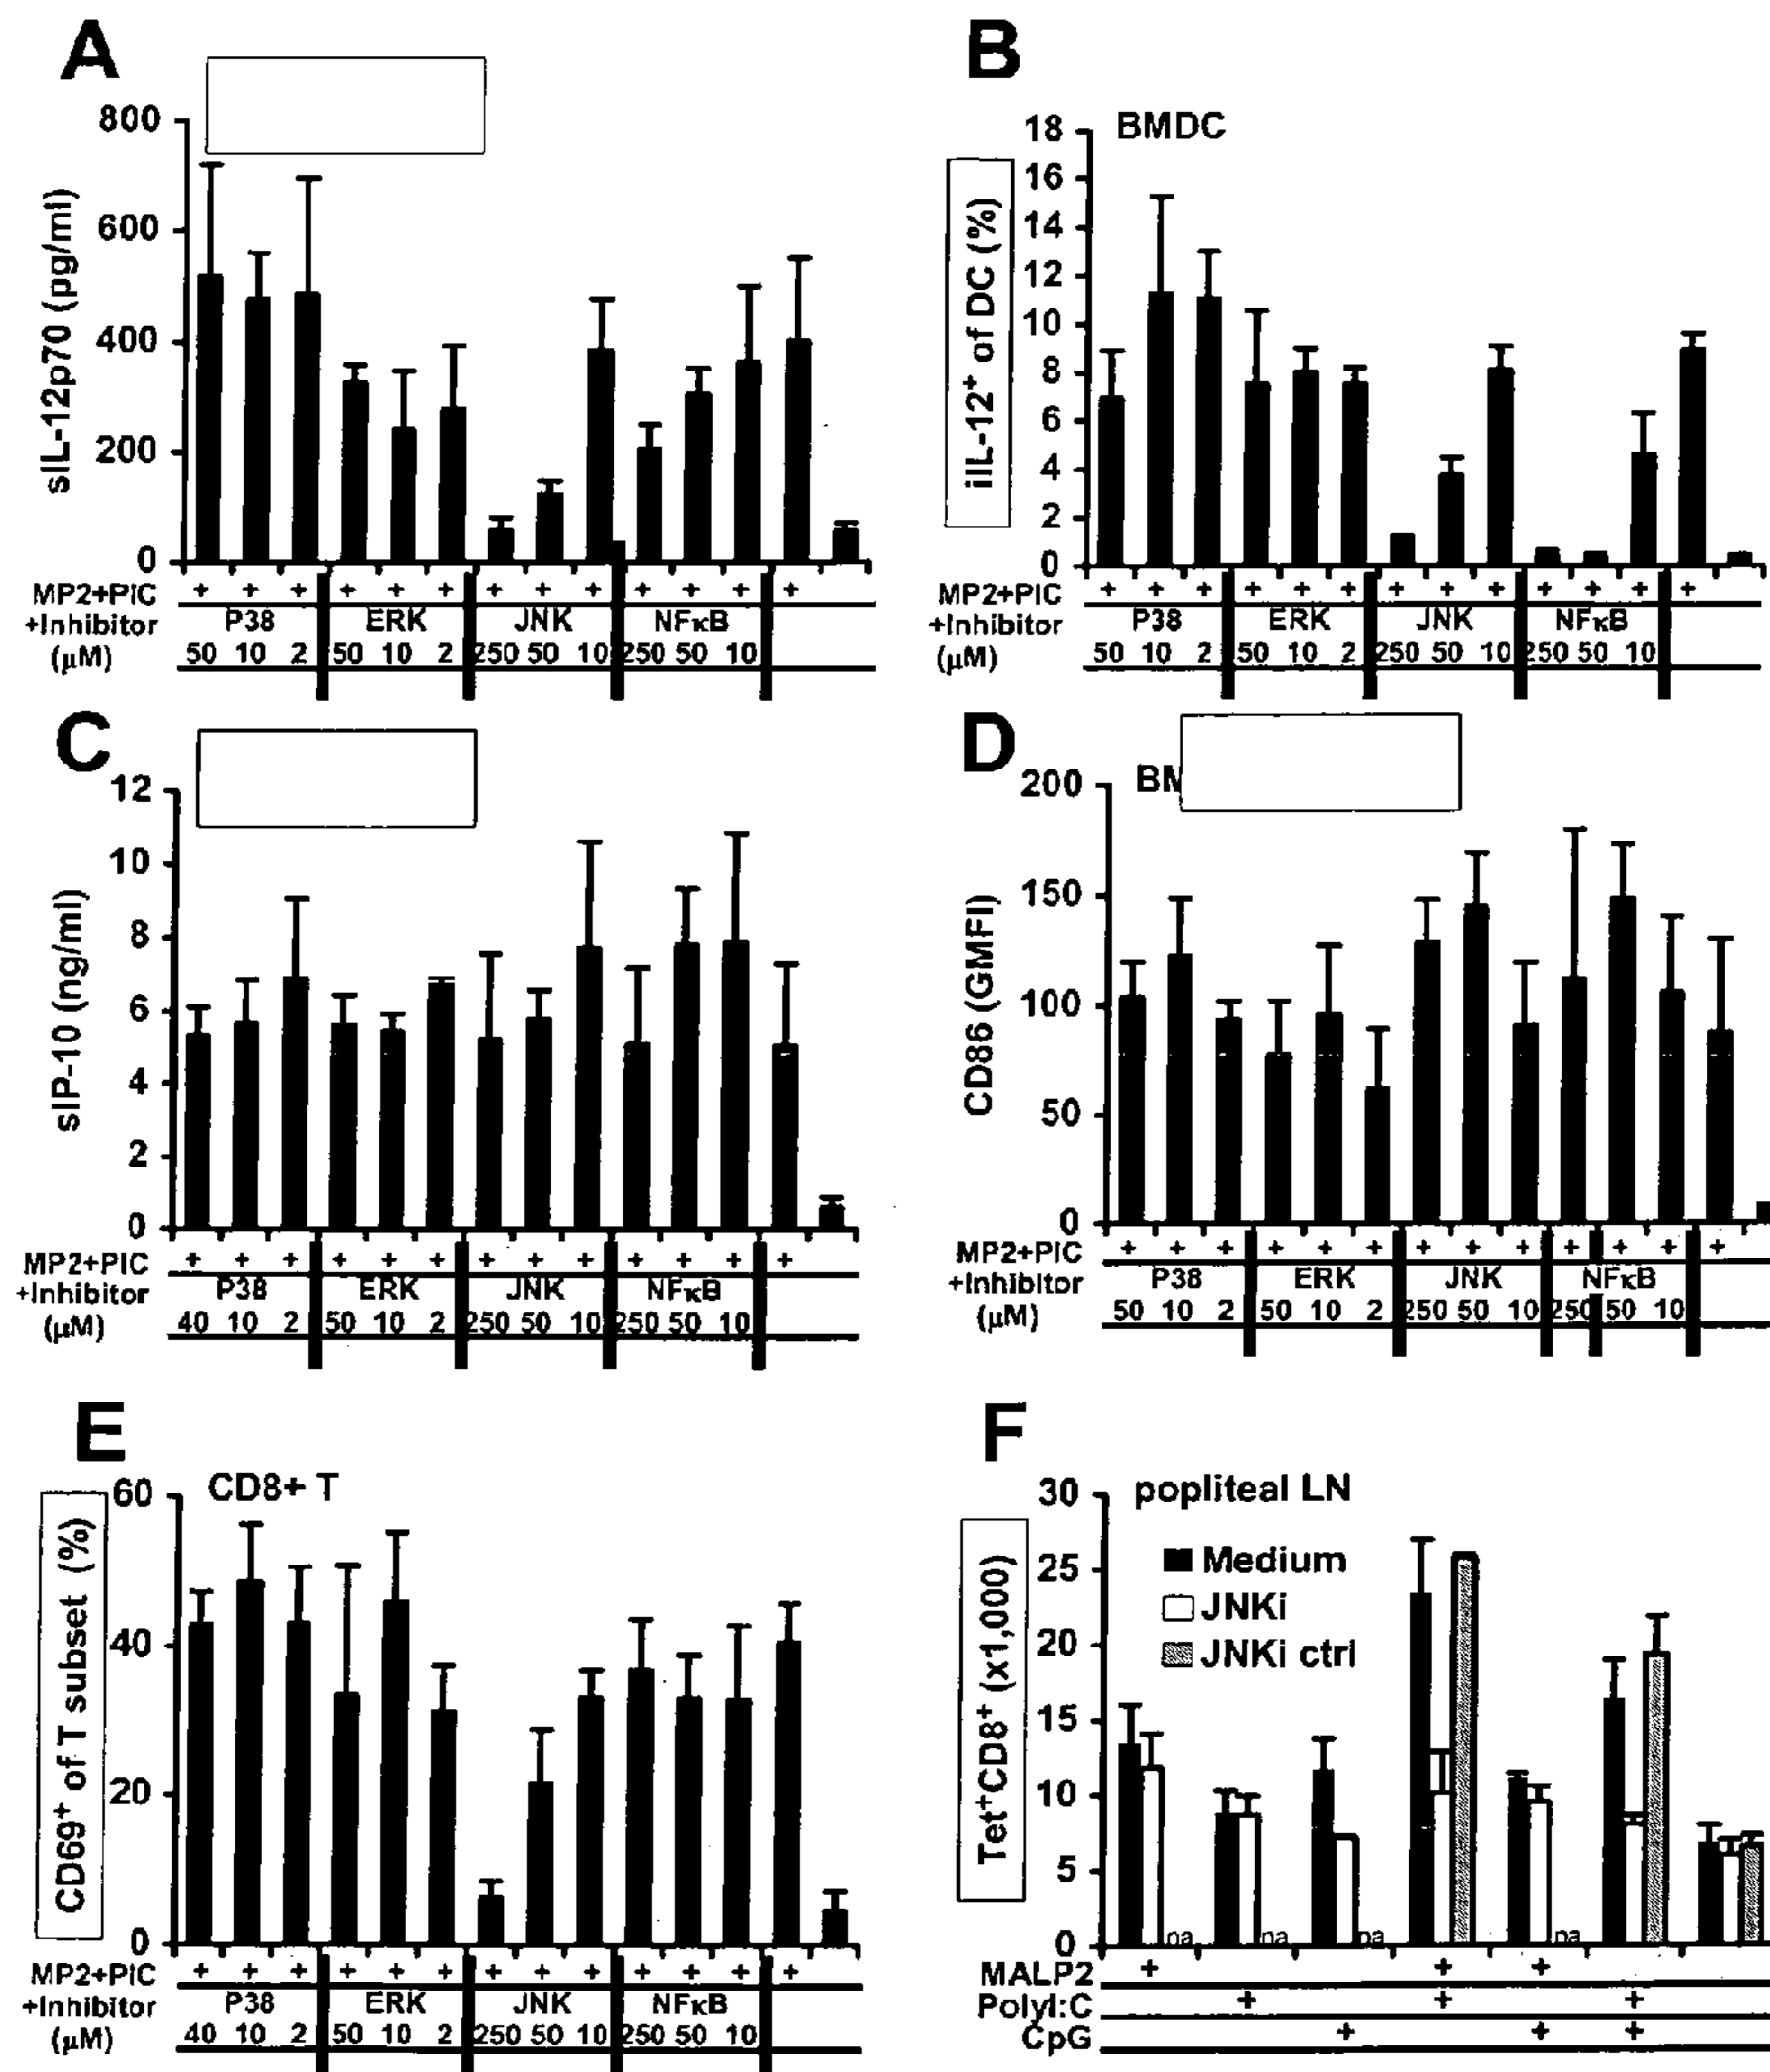 A
800
600
400
200
0
sIL-12p70 (pg/ml)
MP2+PIC + + + + + + + + + + + + +
+Inhibitor P38 ERK JNK NFκB
(μM) 50 10 2 50 10 2 250 50 10 250 50 10
B
BMDC
18
16
14
12
10
8
6
4
2
0
iIL-12⁺ of DC (%)
MP2+PIC + + + + + + + + + + + + +
+Inhibitor P38 ERK JNK NFκB
(μM) 50 10 2 50 10 2 250 50 10 250 50 10
C
12
10
8
6
4
2
0
sIP-10 (ng/ml)
MP2+PIC + + + + + + + + + + + + +
+Inhibitor P38 ERK JNK NFκB
(μM) 40 10 2 50 10 2 250 50 10 250 50 10
D
200
150
100
50
0
CD86 (GMFI)
MP2+PIC + + + + + + + + + + + + +
+Inhibitor P38 ERK JNK NFκB
(μM) 50 10 2 50 10 2 250 50 10 250 50 10
E
CD8+ T
60
40
20
0
CD69⁺ of T subset (%)
MP2+PIC + + + + + + + + + + + + +
+Inhibitor P38 ERK JNK NFκB
(μM) 40 10 2 50 10 2 250 50 10 250 50 10
F
popliteal LN
30
25
20
15
10
5
0
Tet⁺CD8⁺ (x1,000)
Medium
JNKi
JNKi ctrl
na na na na
MALP2 + + +
PolyI:C + + +
CpG + + +